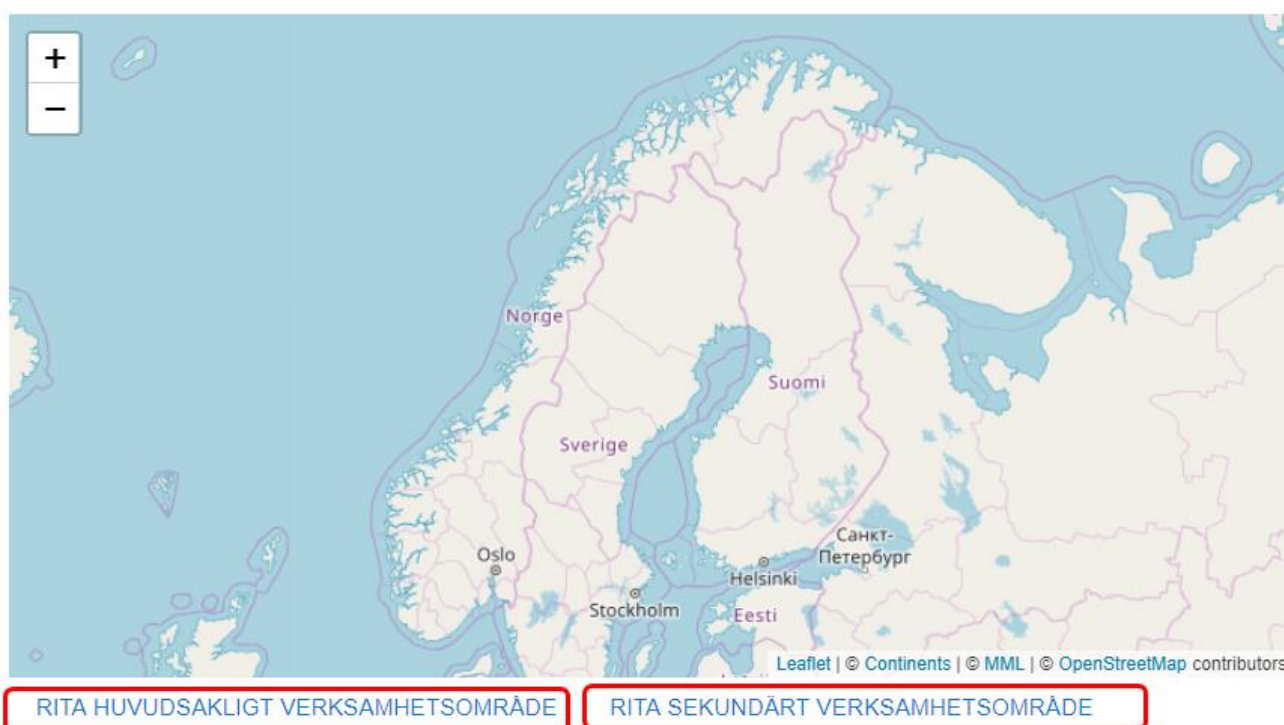 +
−
Norge
Suomi
Sverige
Санкт-
Петербург
Oslo
Helsinki
Stockholm
Eesti
Leaflet | © Continents | © MML | © OpenStreetMap contributors
RITA HUVUDSAKLIGT VERKSAMHETSOMRÅDE
RITA SEKUNDÄRT VERKSAMHETSOMRÅDE